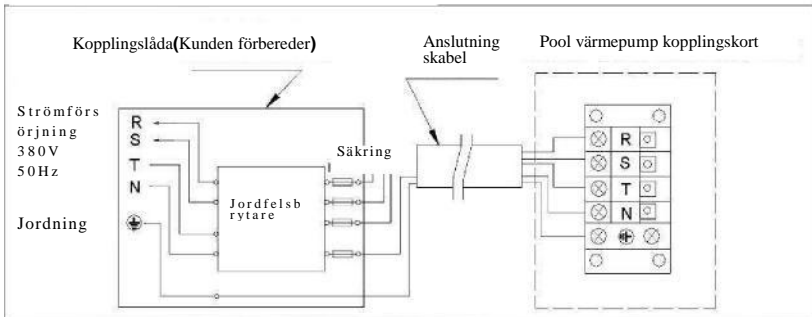 Kopplingslåda(Kunden förbereder)
Anslutning
skabel
Pool värmepump kopplingskort
Strömförs
örjning
380V
50Hz
Jordning
R
S
T
N
Säkring
Jordfelsb
rytare
R
S
T
N